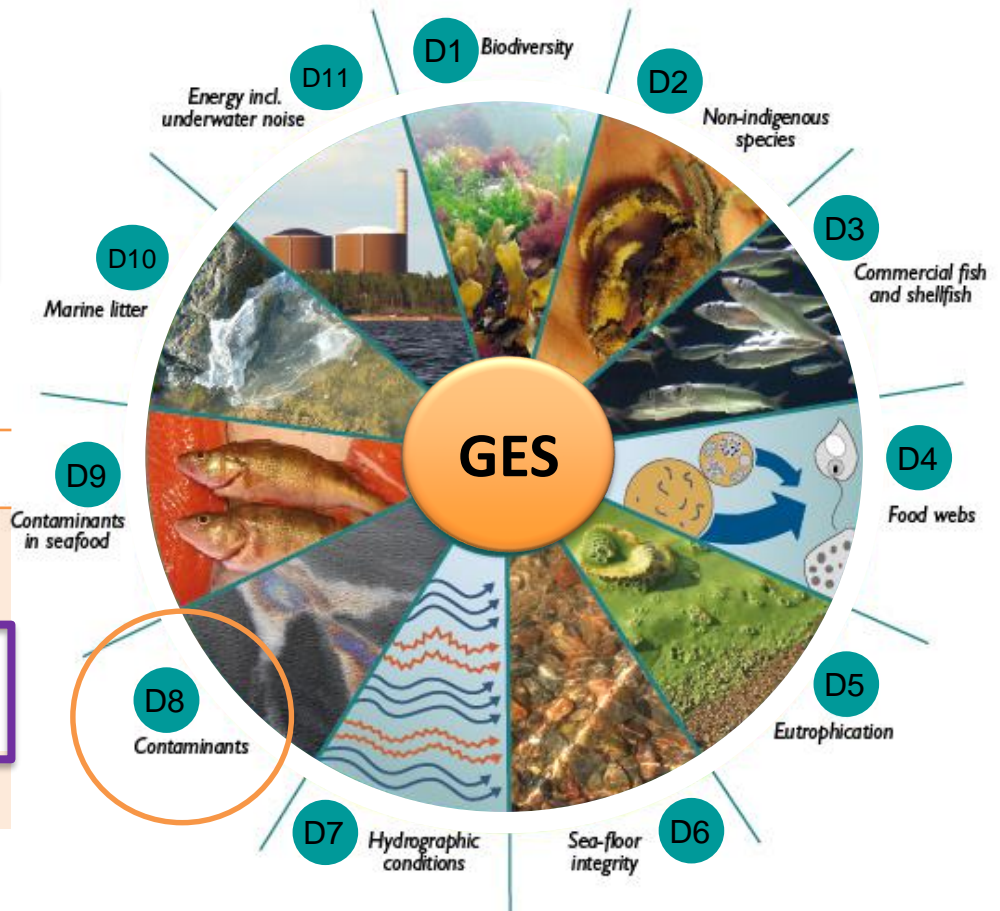 D1
Biodiversity
D2
Non-indigenous
species
D3
Commercial fish
and shellfish
D4
Food webs
D5
Eutrophication
D6
Sea-floor
integrity
D7
Hydrographic
conditions
D8
Contaminants
D9
Contaminants
in seafood
D10
Marine litter
D11
Energy incl.
underwater noise
GES